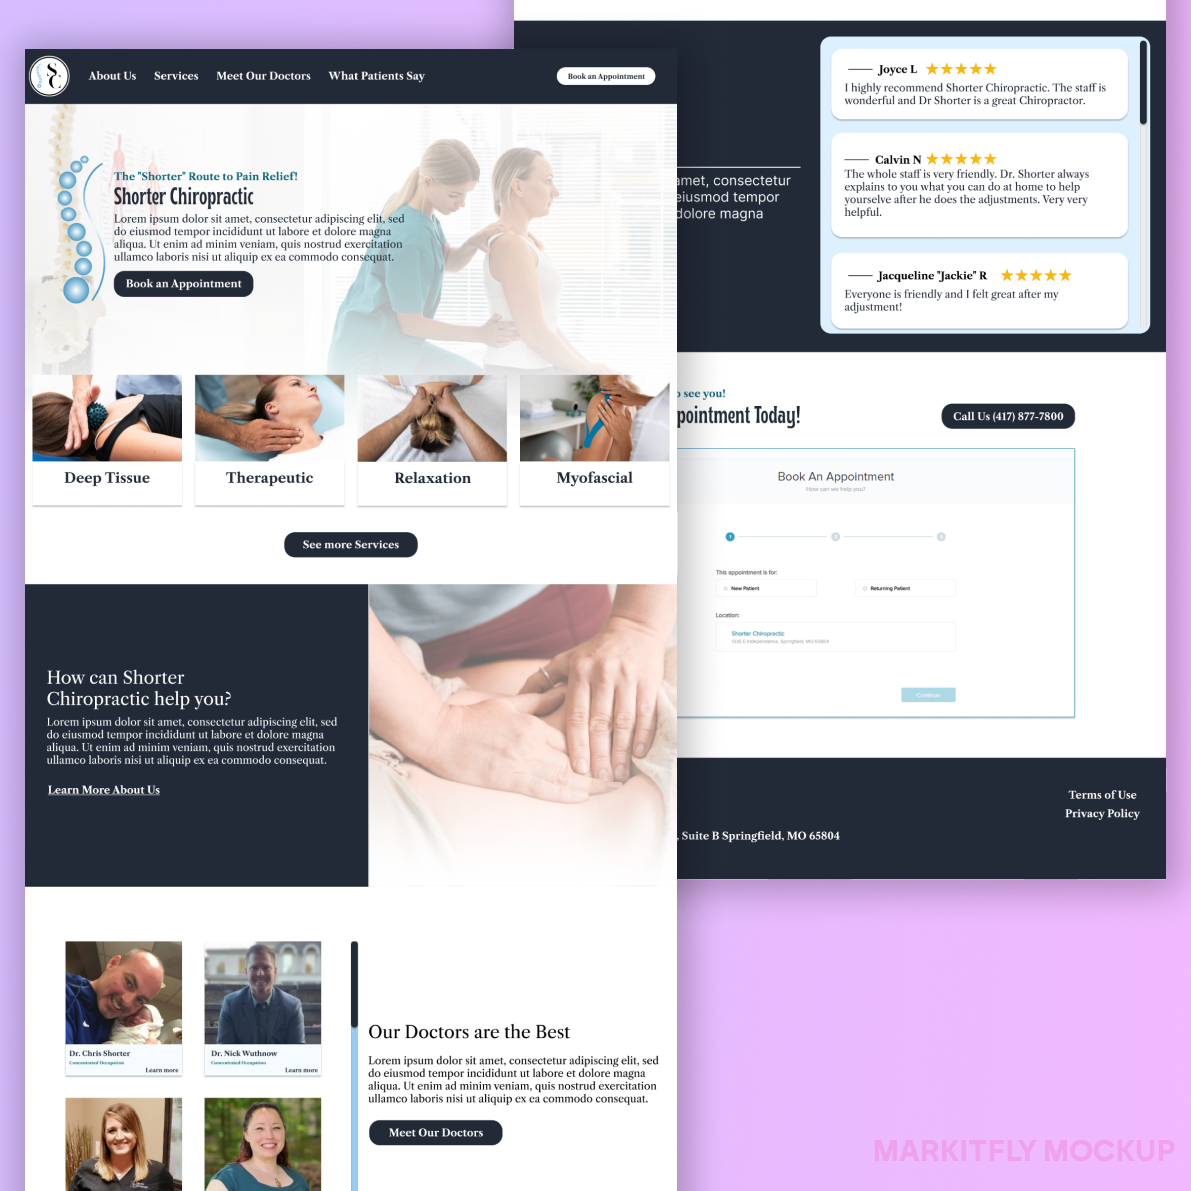 S
C
About Us Services Meet Our Doctors What Patients Say Book an Appointment
The "Shorter" Route to Pain Relief!
Shorter Chiropractic
Lorem ipsum dolor sit amet, consectetur adipiscing elit, sed
do eiusmod tempor incididunt ut labore et dolore magna
aliqua. Ut enim ad minim veniam, quis nostrud exercitation
ullamco laboris nisi ut aliquip ex ea commodo consequat.
Book an Appointment
Deep Tissue Therapeutic Relaxation Myofascial
See more Services
How can Shorter
Chiropractic help you?
Lorem ipsum dolor sit amet, consectetur adipiscing elit, sed
do eiusmod tempor incididunt ut labore et dolore magna
aliqua. Ut enim ad minim veniam, quis nostrud exercitation
ullamco laboris nisi ut aliquip ex ea commodo consequat.
Learn More About Us
Dr. Chris Shorter
Concentrated Occupation
Learn more
Dr. Nick Wuthnow
Concentrated Occupation
Learn more
Our Doctors are the Best
Lorem ipsum dolor sit amet, consectetur adipiscing elit, sed
do eiusmod tempor incididunt ut labore et dolore magna
aliqua. Ut enim ad minim veniam, quis nostrud exercitation
ullamco laboris nisi ut aliquip ex ea commodo consequat.
Meet Our Doctors
amet, consectetur
eiusmod tempor
dolore magna
Joyce L
I highly recommend Shorter Chiropractic. The staff is
wonderful and Dr Shorter is a great Chiropractor.
Calvin N
The whole staff is very friendly. Dr. Shorter always
explains to you what you can do at home to help
yourselve after he does the adjustments. Very very
helpful.
Jacqueline "Jackie" R
Everyone is friendly and I felt great after my
adjustment!
o see you!
pointment Today!
Call Us (417) 877-7800
Book An Appointment
How can we help you?
1 2 3
This appointment is for:
New Patient Returning Patient
Location:
Shorter Chiropractic
Independence, Springfield, MO 65804
Continue
Terms of Use
Privacy Policy
, Suite B Springfield, MO 65804
MARKITFLY MOCKUP